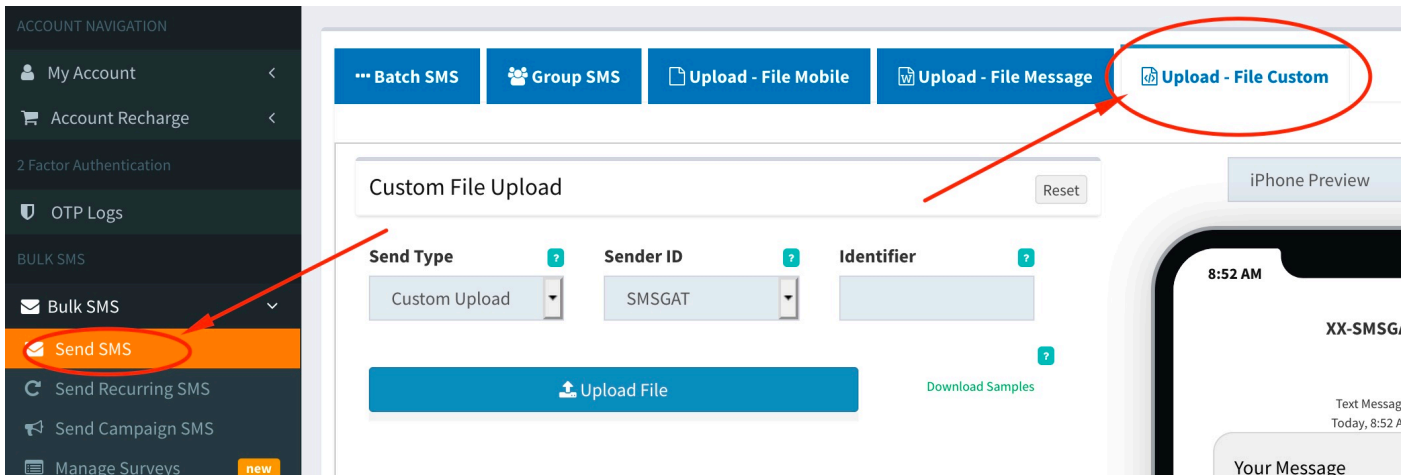 ACCOUNT NAVIGATION
My Account
Account Recharge
2 Factor Authentication
OTP Logs
BULK SMS
Bulk SMS
Send SMS
Send Recurring SMS
Send Campaign SMS
Manage Surveys new
Batch SMS Group SMS Upload - File Mobile Upload - File Message Upload - File Custom
Custom File Upload Reset
Send Type ? Sender ID ? Identifier ?
Custom Upload SMSGAT
?
Upload File Download Samples
iPhone Preview
8:52 AM
XX-SMSGA
Text Messag
Today, 8:52 A
Your Message